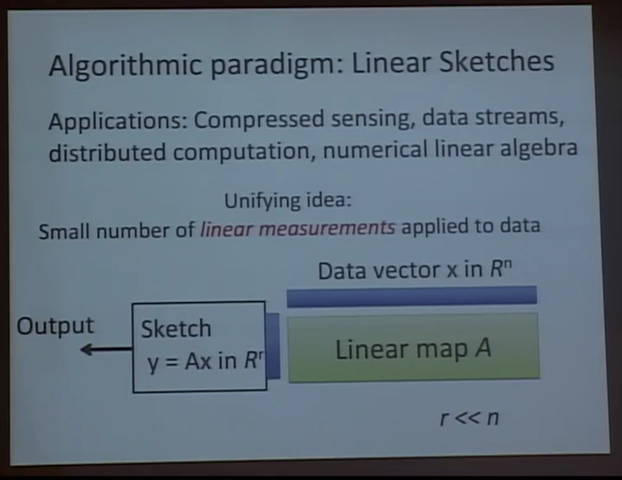 Algorithmic paradigm: Linear Sketches
Applications: Compressed sensing, data streams,
distributed computation, numerical linear algebra
Unifying idea:
Small number of linear measurements applied to data
Data vector x in Rⁿ
Output
Sketch
y = Ax in Rʳ
Linear map A
r << n